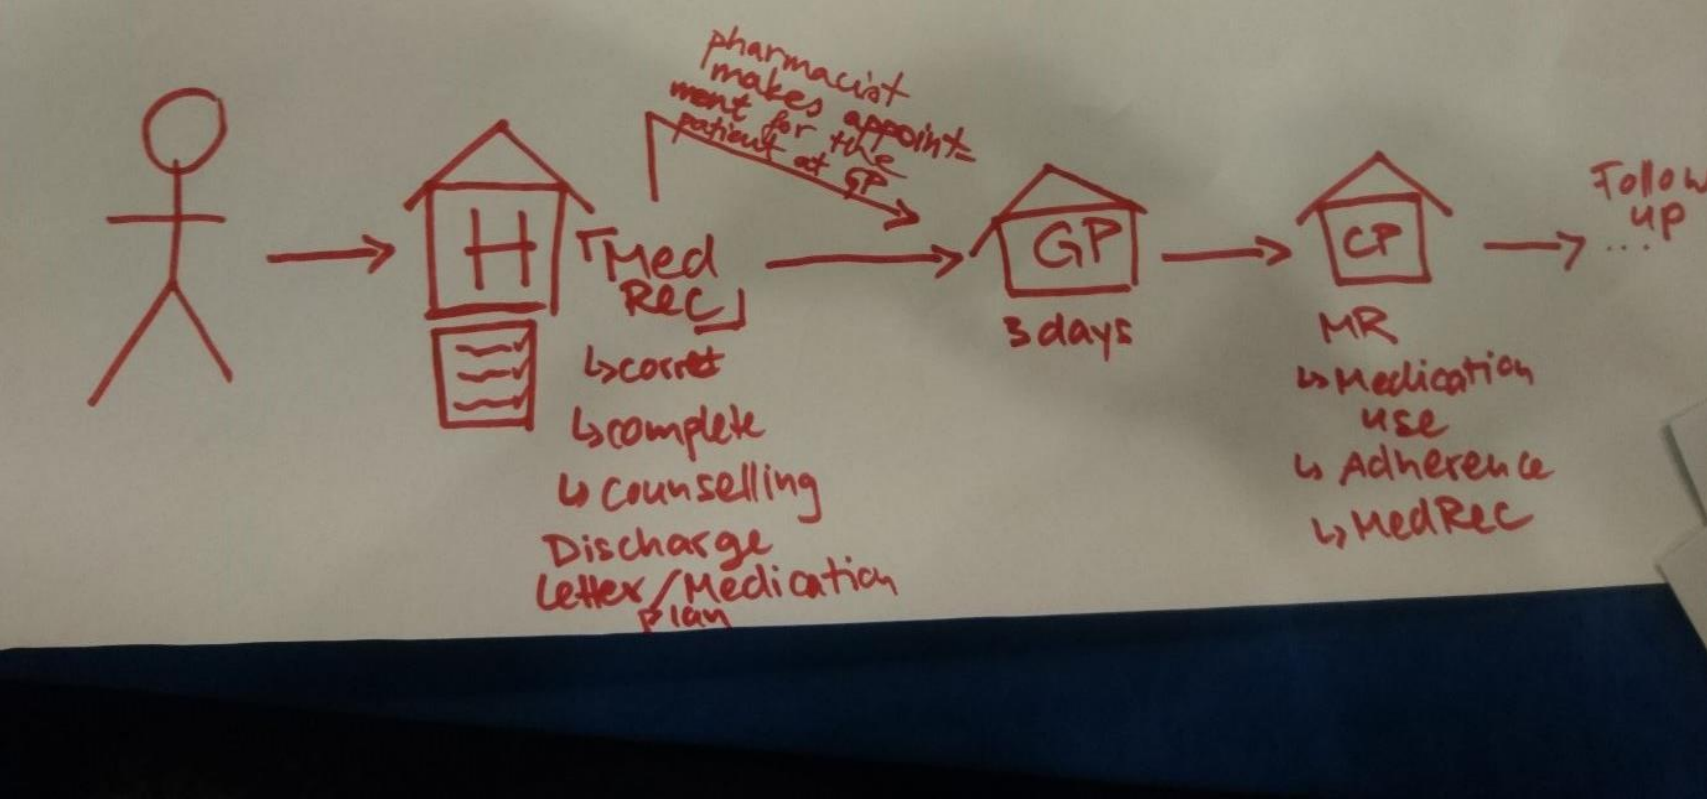 pharmacist
makes appoint=
ment for the
patient at GP
H
「Med
Rec」
↳ corret
↳ complete
↳ counselling
Discharge
Letter/Medication
plan
GP
3 days
CP
MR
↳ Medication
use
↳ Adherence
↳ MedRec
Follow
up
....